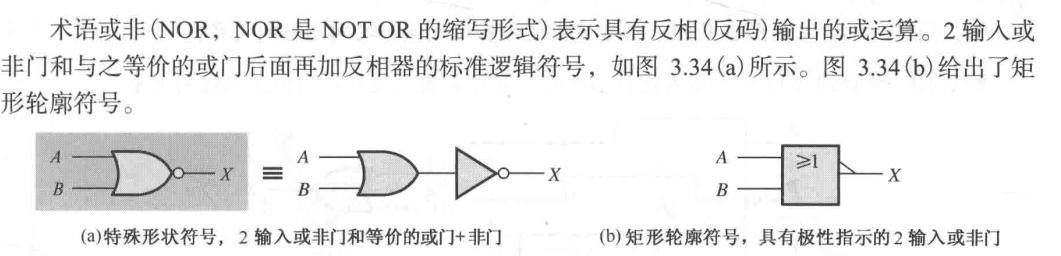 术语或非(NOR，NOR 是 NOT OR 的缩写形式)表示具有反相(反码)输出的或运算。2 输入或
非门和与之等价的或门后面再加反相器的标准逻辑符号，如图 3.34(a)所示。图 3.34(b)给出了矩
形轮廓符号。
A
B
X
≡
A
B
X
A
B
≥1
X
(a)特殊形状符号，2 输入或非门和等价的或门+非门
(b)矩形轮廓符号，具有极性指示的2 输入或非门